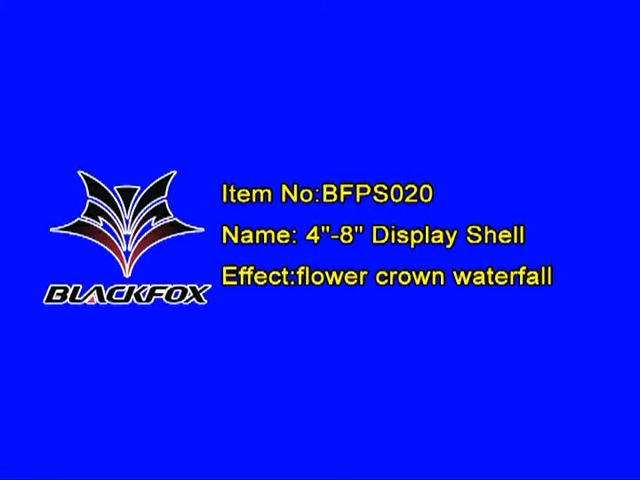 Item No:BFPS020
Name: 4"-8" Display Shell
Effect:flower crown waterfall
BLACKFOX